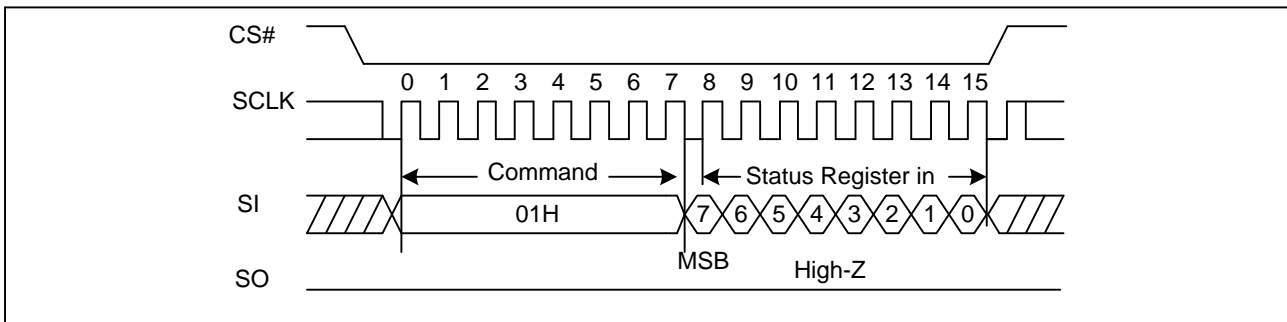 CS#
0 1 2 3 4 5 6 7 8 9 10 11 12 13 14 15
SCLK
Command Status Register in
SI 01H 7 6 5 4 3 2 1 0
MSB High-Z
SO